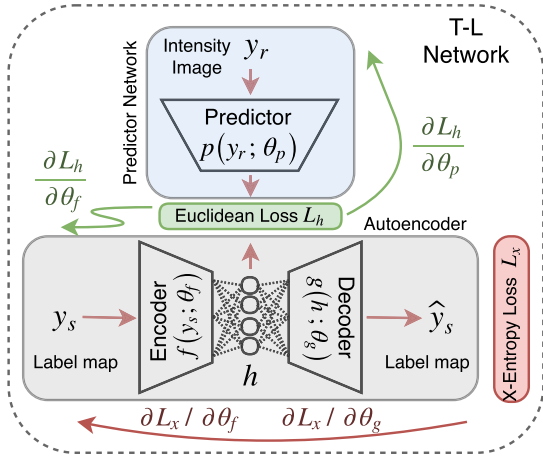 T-L
Network
Predictor Network
Intensity
Image
y_r
Predictor
p(y_r; θ_p)
∂L_h
∂θ_f
∂L_h
∂θ_p
Euclidean Loss L_h
Autoencoder
y_s
Label map
Encoder
f(y_s; θ_f)
h
Decoder
g(h; θ_g)
ŷ_s
Label map
X-Entropy Loss L_x
∂L_x / ∂θ_f
∂L_x / ∂θ_g